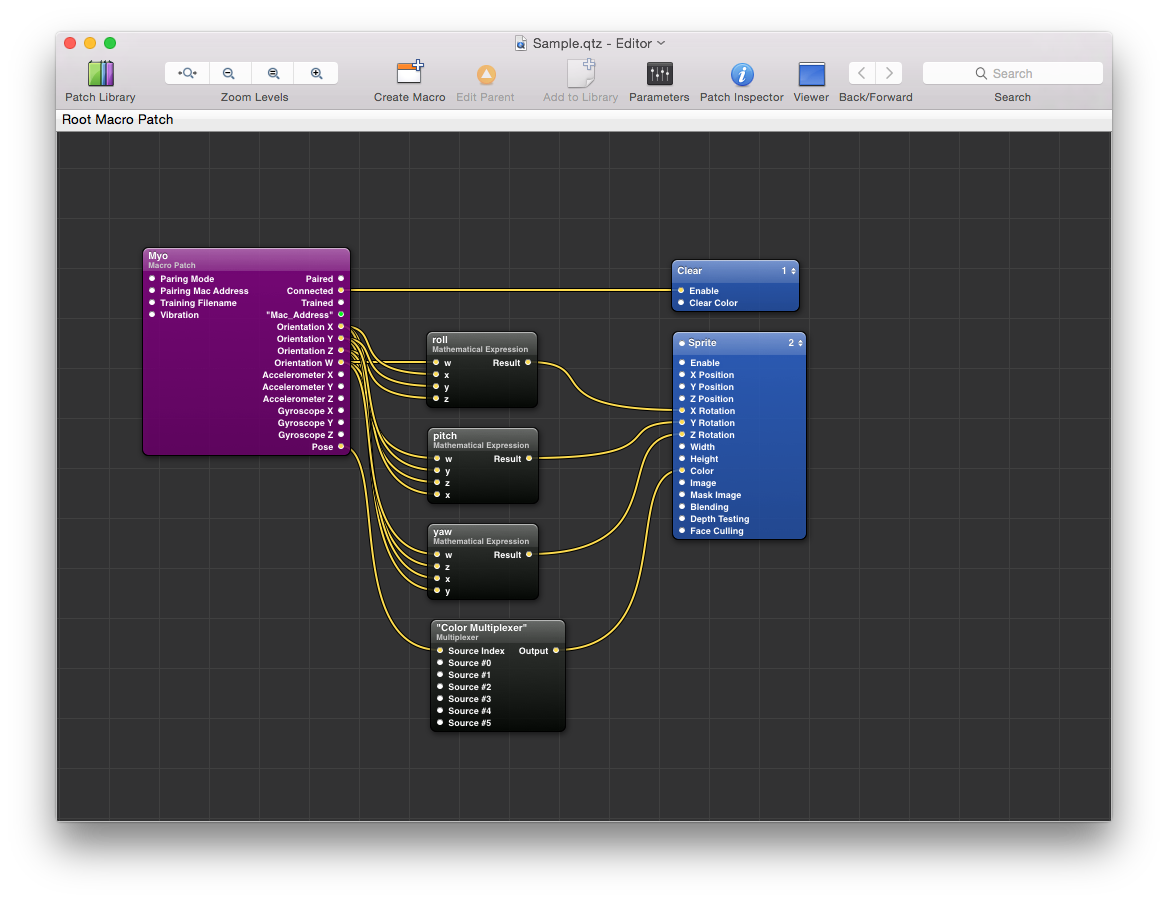 Sample.qtz - Editor
Patch Library
Zoom Levels
Create Macro
Edit Parent
Add to Library
Parameters
Patch Inspector
Viewer
Back/Forward
Search
Search
Root Macro Patch
Myo
Macro Patch
Paring Mode Paired
Pairing Mac Address Connected
Training Filename Trained
Vibration "Mac_Address"
Orientation X
Orientation Y
Orientation Z
Orientation W
Accelerometer X
Accelerometer Y
Accelerometer Z
Gyroscope X
Gyroscope Y
Gyroscope Z
Pose
roll
Mathematical Expression
w Result
x
y
z
pitch
Mathematical Expression
w Result
y
z
x
yaw
Mathematical Expression
w Result
z
x
y
"Color Multiplexer"
Multiplexer
Source Index Output
Source #0
Source #1
Source #2
Source #3
Source #4
Source #5
Clear 1
Enable
Clear Color
Sprite 2
Enable
X Position
Y Position
Z Position
X Rotation
Y Rotation
Z Rotation
Width
Height
Color
Image
Mask Image
Blending
Depth Testing
Face Culling